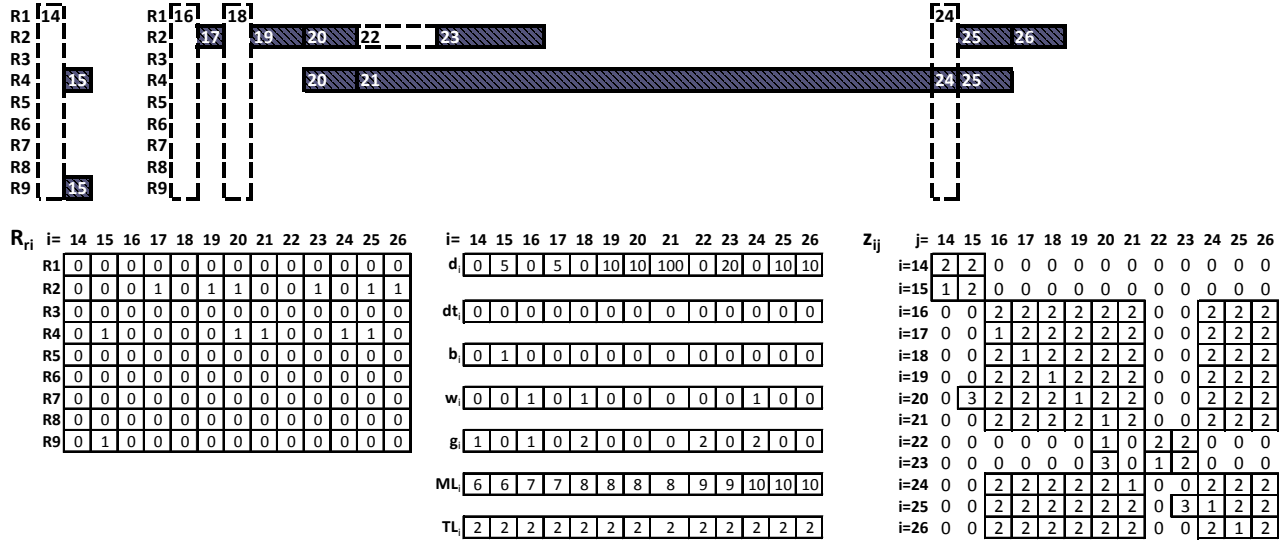 R1 14 R1 16 18 24
R2 R2 17 19 20 22 23 25 26
R3 R3
R4 15 R4 20 21 24 25
R5 R5
R6 R6
R7 R7
R8 R8
R9 15 R9
Rri i= 14 15 16 17 18 19 20 21 22 23 24 25 26
R1 0 0 0 0 0 0 0 0 0 0 0 0 0
R2 0 0 0 1 0 1 1 0 0 1 0 1 1
R3 0 0 0 0 0 0 0 0 0 0 0 0 0
R4 0 1 0 0 0 0 1 1 0 0 1 1 0
R5 0 0 0 0 0 0 0 0 0 0 0 0 0
R6 0 0 0 0 0 0 0 0 0 0 0 0 0
R7 0 0 0 0 0 0 0 0 0 0 0 0 0
R8 0 0 0 0 0 0 0 0 0 0 0 0 0
R9 0 1 0 0 0 0 0 0 0 0 0 0 0
i= 14 15 16 17 18 19 20 21 22 23 24 25 26
di 0 5 0 5 0 10 10 100 0 20 0 10 10
dti 0 0 0 0 0 0 0 0 0 0 0 0 0
bi 0 1 0 0 0 0 0 0 0 0 0 0 0
wi 0 0 1 0 1 0 0 0 0 0 1 0 0
gi 1 0 1 0 2 0 0 0 2 0 2 0 0
MLi 6 6 7 7 8 8 8 8 9 9 10 10 10
TLi 2 2 2 2 2 2 2 2 2 2 2 2 2
zij j= 14 15 16 17 18 19 20 21 22 23 24 25 26
i=14 2 2 0 0 0 0 0 0 0 0 0 0 0
i=15 1 2 0 0 0 0 0 0 0 0 0 0 0
i=16 0 0 2 2 2 2 2 2 0 0 2 2 2
i=17 0 0 1 2 2 2 2 2 0 0 2 2 2
i=18 0 0 2 1 2 2 2 2 0 0 2 2 2
i=19 0 0 2 2 1 2 2 2 0 0 2 2 2
i=20 0 3 2 2 2 1 2 2 0 0 2 2 2
i=21 0 0 2 2 2 2 1 2 0 0 2 2 2
i=22 0 0 0 0 0 0 1 0 2 2 0 0 0
i=23 0 0 0 0 0 0 3 0 1 2 0 0 0
i=24 0 0 2 2 2 2 2 1 0 0 2 2 2
i=25 0 0 2 2 2 2 2 2 0 3 1 2 2
i=26 0 0 2 2 2 2 2 2 0 0 2 1 2